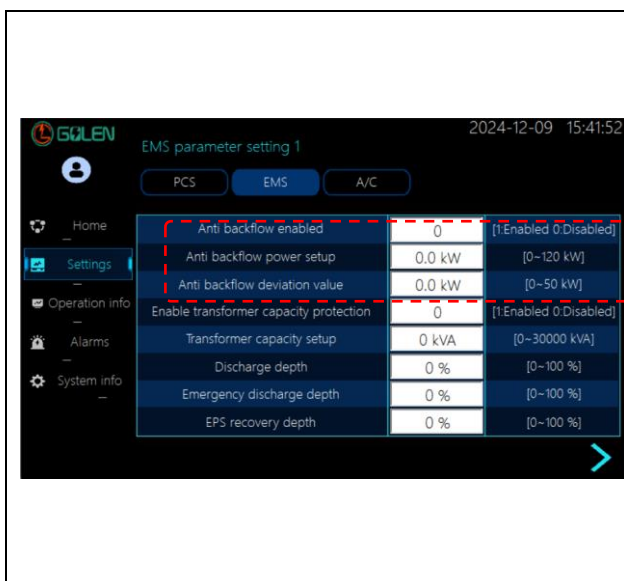 GOLEN
2024-12-09 15:41:52
EMS parameter setting 1
PCS EMS A/C
Home
Settings
Operation info
Alarms
System info
Anti backflow enabled 0 [1:Enabled 0:Disabled]
Anti backflow power setup 0.0 kW [0~120 kW]
Anti backflow deviation value 0.0 kW [0~50 kW]
Enable transformer capacity protection 0 [1:Enabled 0:Disabled]
Transformer capacity setup 0 kVA [0~30000 kVA]
Discharge depth 0 % [0~100 %]
Emergency discharge depth 0 % [0~100 %]
EPS recovery depth 0 % [0~100 %]